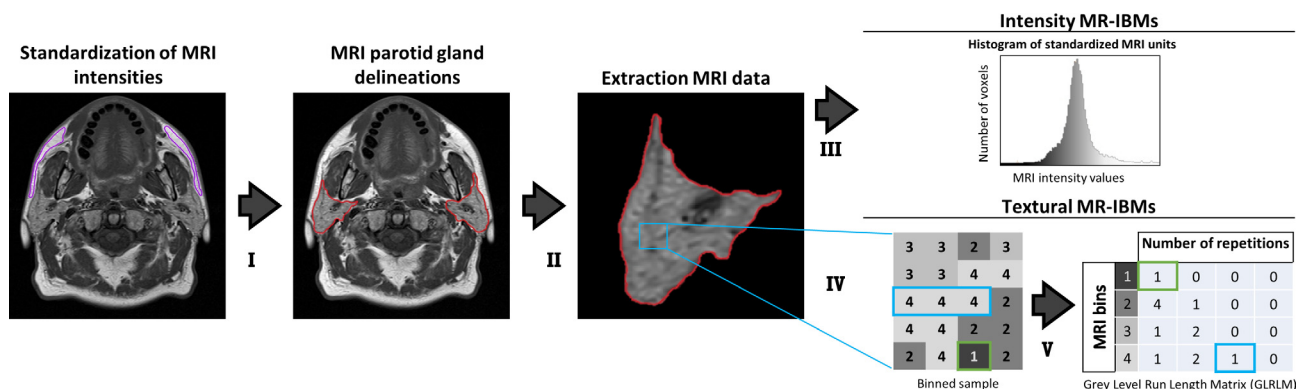 Standardization of MRI
intensities
I
MRI parotid gland
delineations
II
Extraction MRI data
III
Intensity MR-IBMs
Histogram of standardized MRI units
Number of voxels
MRI intensity values
IV
Textural MR-IBMs
3 3 2 3
3 3 4 4
4 4 4 2
4 4 2 2
2 4 1 2
Binned sample
V
Number of repetitions
MRI bins
1 1 0 0 0
2 4 1 0 0
3 1 2 0 0
4 1 2 1 0
Grey Level Run Length Matrix (GLRLM)